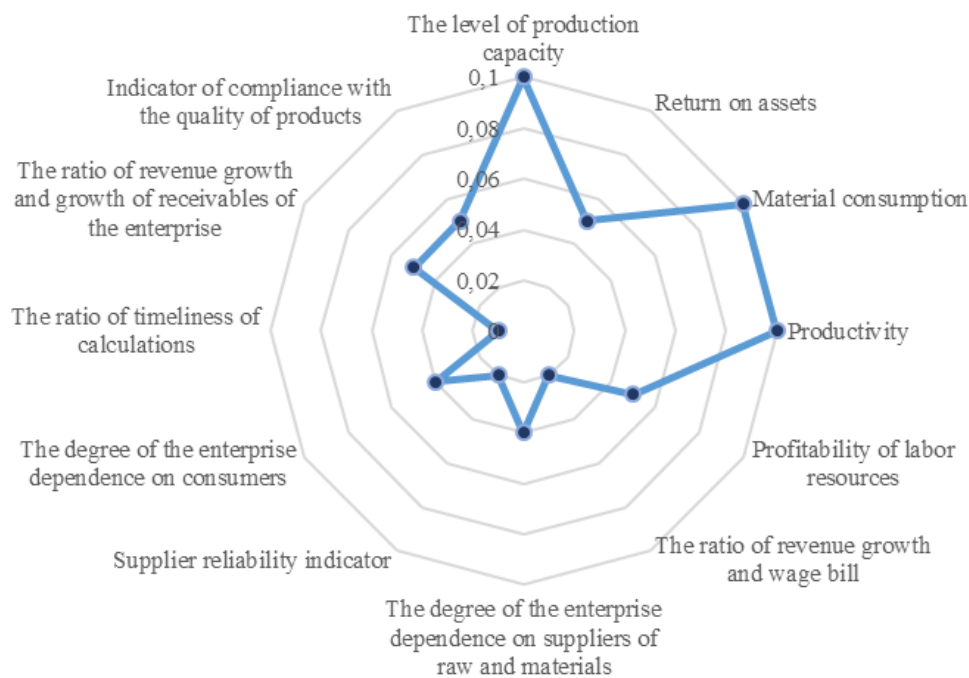 The level of production
capacity
0,1
0,08
0,06
0,04
0,02
0
Return on assets
Material consumption
Productivity
Profitability of labor
resources
The ratio of revenue growth
and wage bill
The degree of the enterprise
dependence on suppliers of
raw and materials
Supplier reliability indicator
The degree of the enterprise
dependence on consumers
The ratio of timeliness of
calculations
The ratio of revenue growth
and growth of receivables of
the enterprise
Indicator of compliance with
the quality of products